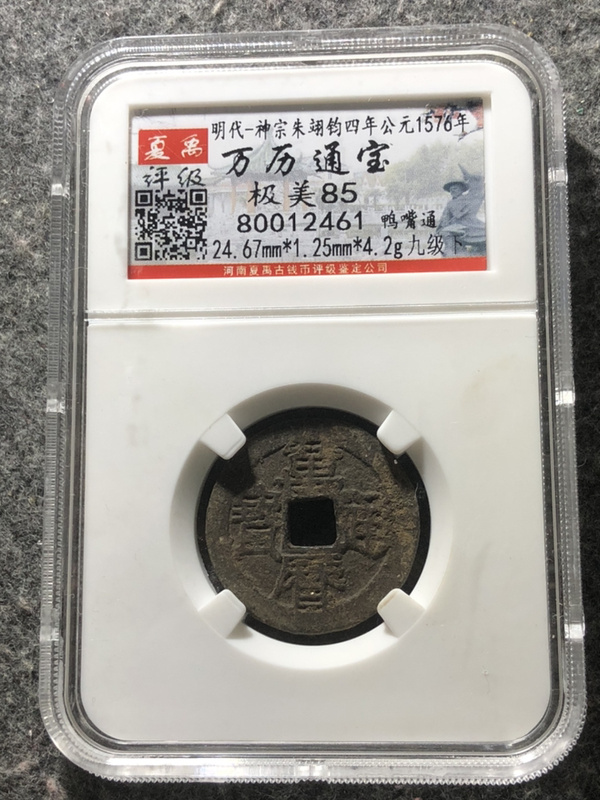 明代-神宗朱翊钧四年公元1576年
夏禹
评级
万历通宝
极美85
80012461 鸭嘴通
24.67mm*1.25mm*4.2g九级下
河南夏禹古钱币评级鉴定公司
萬曆通寶